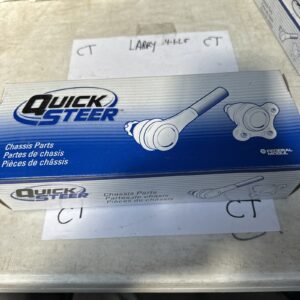 CT LARRY CT
QUICK
STEER
Chassis Parts
Partes de chasis
Pièces de châssis
FEDERAL
MOGUL
QUICK
STEER
Chassis Parts
Partes de chasis
Pièces de châssis
CT CT